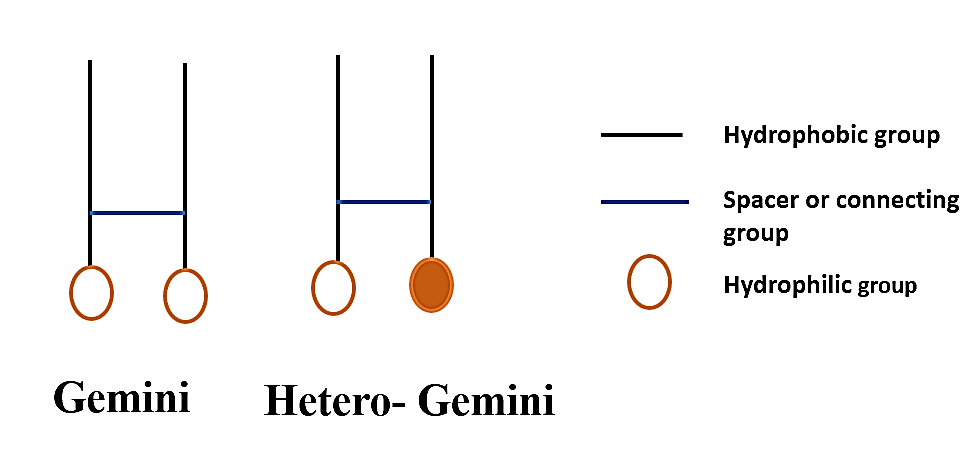 Hydrophobic group
Spacer or connecting
group
Hydrophilic group
Gemini
Hetero- Gemini